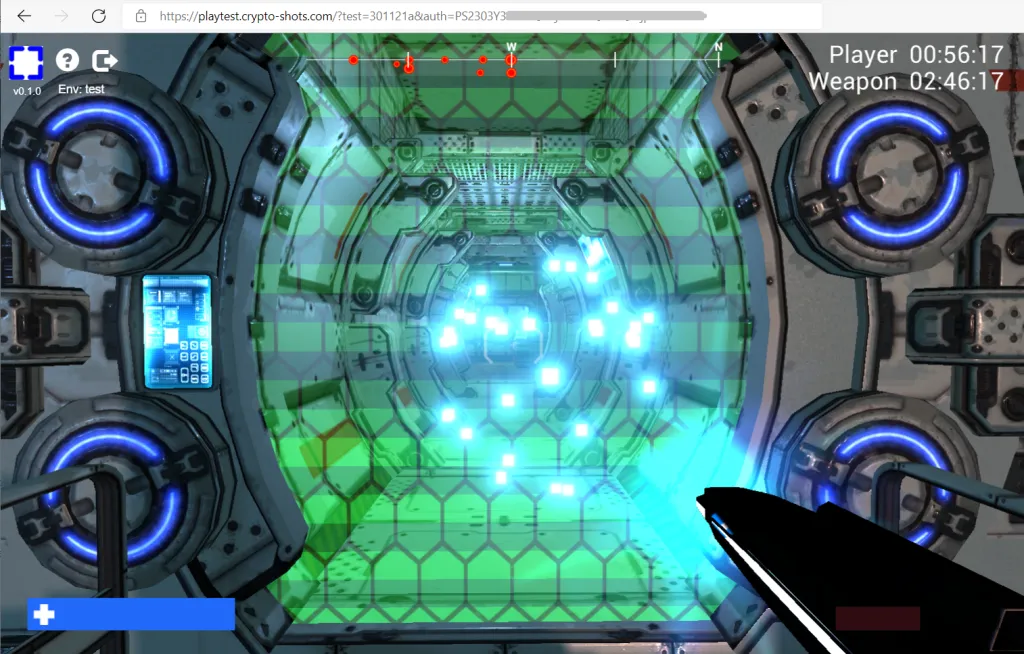 https://playtest.crypto-shots.com/?test=301121a&auth=PS2303Y3
W
N
Player 00:56:17
Weapon 02:46:17
?
v0.1.0
Env: test